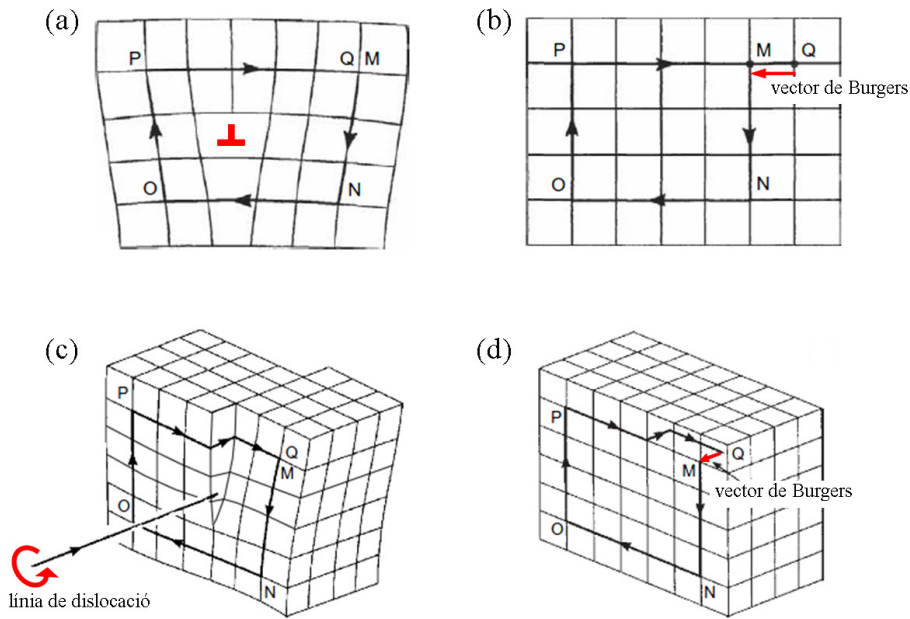 (a)
P
Q M
O
N
(b)
P
M
Q
vector de Burgers
O
N
(c)
P
Q
M
O
N
línia de dislocació
(d)
P
Q
M
vector de Burgers
O
N